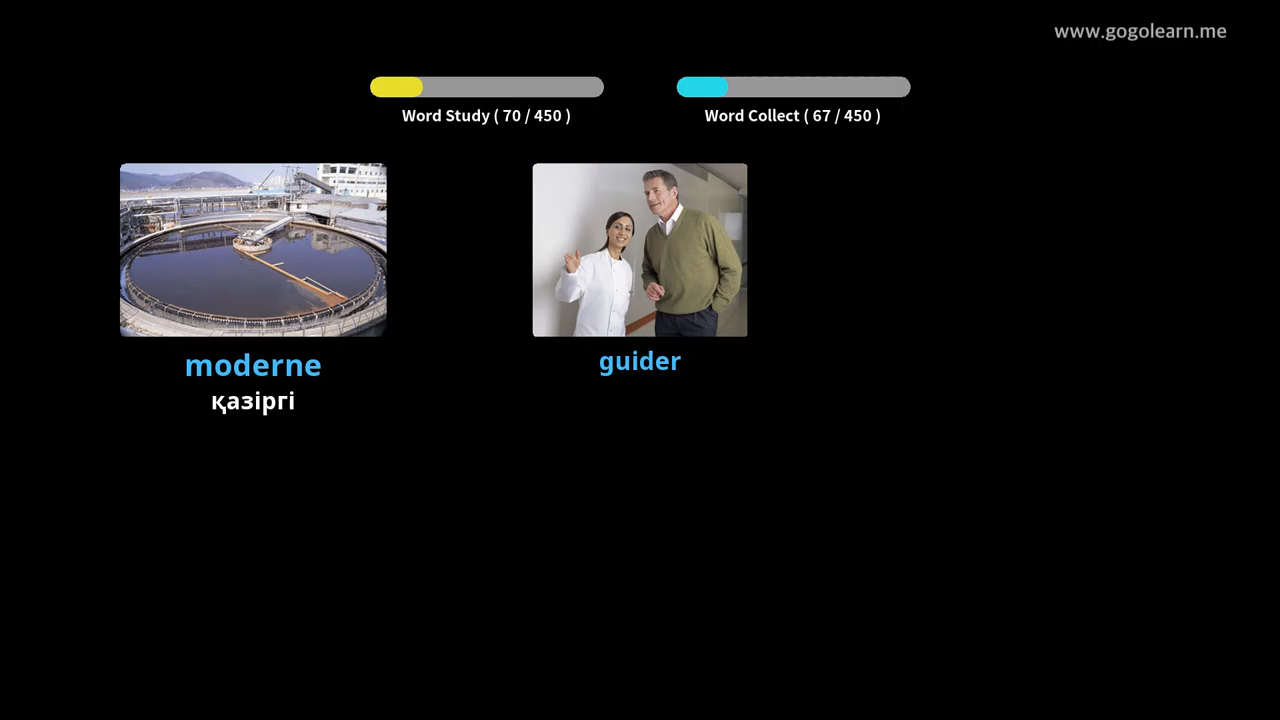 www.gogolearn.me
Word Study ( 70 / 450 )
Word Collect ( 67 / 450 )
moderne
қазіргі
guider